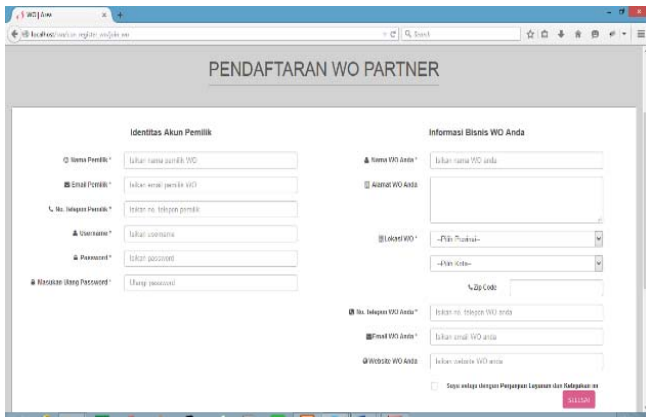 WO | Area
localhost/
Search
PENDAFTARAN WO PARTNER
Identitas Akun Pemilik
Nama Pemilik *
Isikan nama pemilik WO
Email Pemilik *
Isikan email pemilik WO
No. Telepon Pemilik *
Isikan no. telepon pemilik
Username *
Isikan username
Password *
Isikan password
Masukan Ulang Password *
Ulangi password
Informasi Bisnis WO Anda
Nama WO Anda *
Isikan nama WO anda
Alamat WO Anda
Lokasi WO *
--Pilih Provinsi--
--Pilih Kota--
Zip Code
No. Telepon WO Anda *
Isikan no. telepon WO anda
Email WO Anda *
Isikan email WO anda
Website WO Anda
Isikan website WO anda
Saya setuju dengan Perjanjian Layanan dan Kebijakan ini
SELESAI